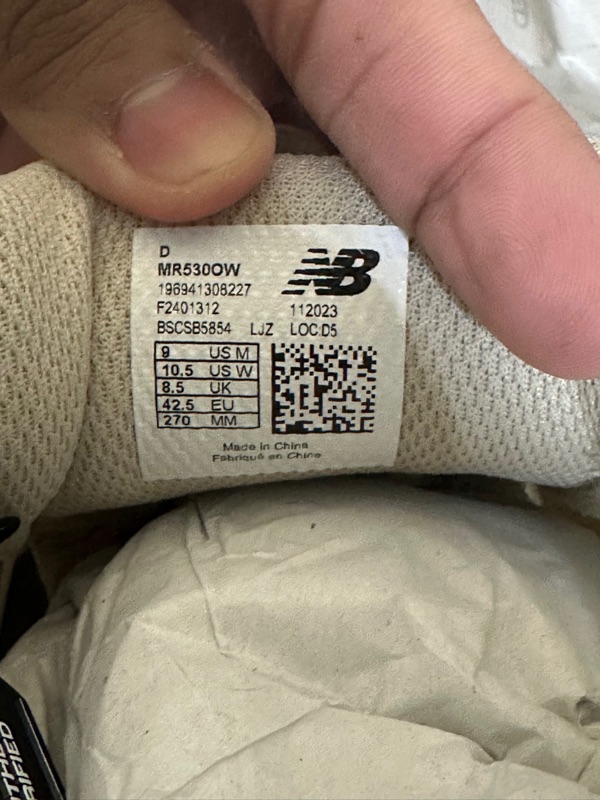 D
MR530OW
NB
196941308227
F2401312 112023
BSCSB5854 LJZ LOC:D5
9 US M
10.5 US W
8.5 UK
42.5 EU
270 MM
Made in China
Fabriqué en Chine